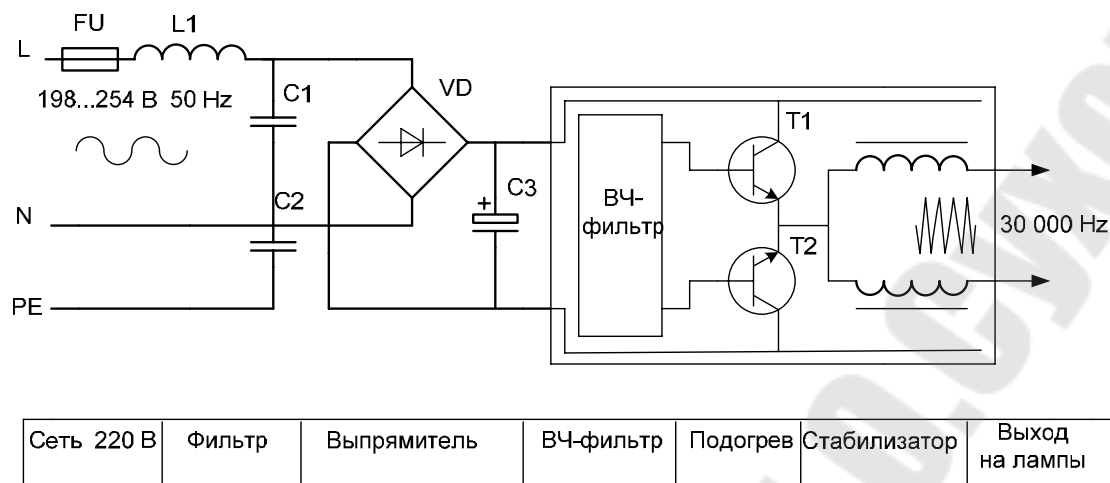 FU L1
L
198...254 В 50 Hz
C1
VD
C2
C3
+
N
PE
ВЧ-
фильтр
T1
T2
30 000 Hz
Сеть 220 В
Фильтр
Выпрямитель
ВЧ-фильтр
Подогрев
Стабилизатор
Выход
на лампы